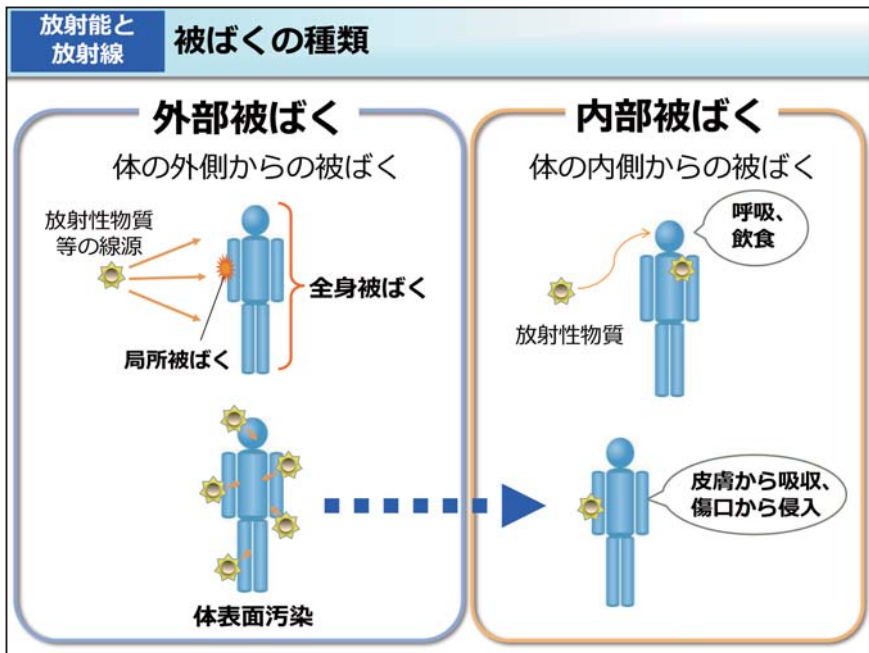 放射能と
放射線
被ばくの種類
外部被ばく
体の外側からの被ばく
放射性物質
等の線源
全身被ばく
局所被ばく
体表面汚染
内部被ばく
体の内側からの被ばく
呼吸、
飲食
放射性物質
皮膚から吸収、
傷口から侵入